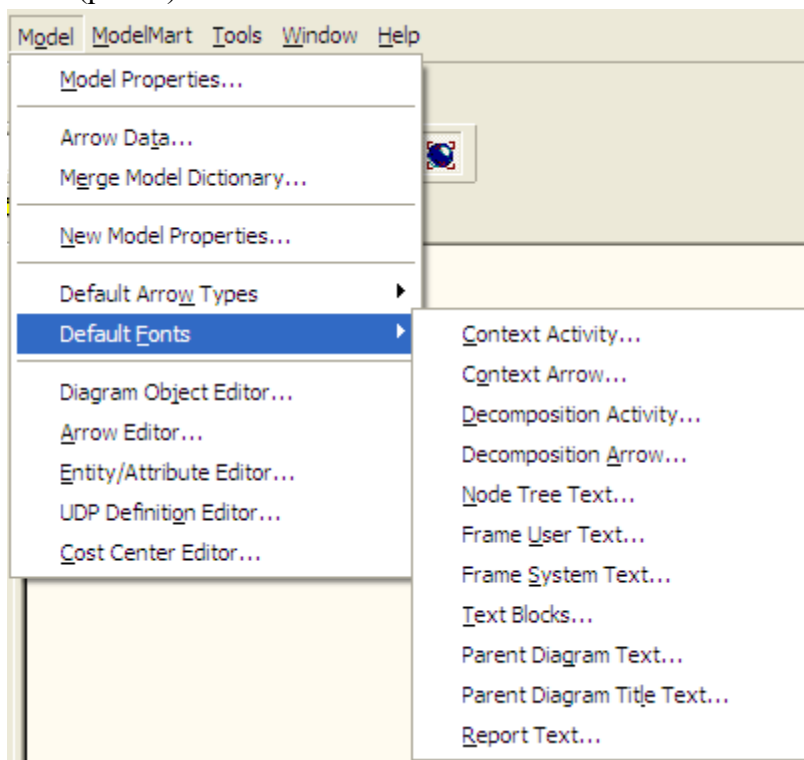 Model ModelMart Tools Window Help
Model Properties...
Arrow Data...
Merge Model Dictionary...
New Model Properties...
Default Arrow Types
Default Fonts
Diagram Object Editor...
Arrow Editor...
Entity/Attribute Editor...
UDP Definition Editor...
Cost Center Editor...
Context Activity...
Context Arrow...
Decomposition Activity...
Decomposition Arrow...
Node Tree Text...
Frame User Text...
Frame System Text...
Text Blocks...
Parent Diagram Text...
Parent Diagram Title Text...
Report Text...